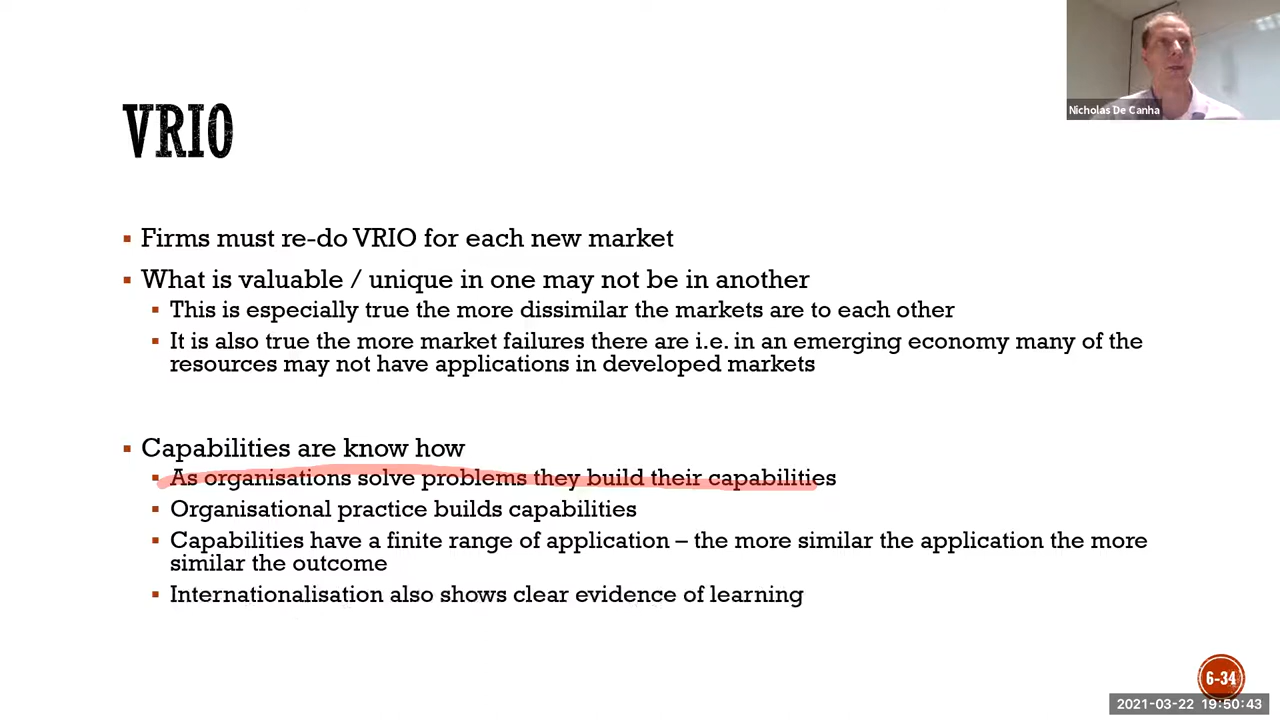 Nicholas De Canha
VRIO
Firms must re-do VRIO for each new market
What is valuable / unique in one may not be in another
This is especially true the more dissimilar the markets are to each other
It is also true the more market failures there are i.e. in an emerging economy many of the
resources may not have applications in developed markets
Capabilities are know how
As organisations solve problems they build their capabilities
Organisational practice builds capabilities
Capabilities have a finite range of application – the more similar the application the more
similar the outcome
Internationalisation also shows clear evidence of learning
6-34
2021-03-22 19:50:43